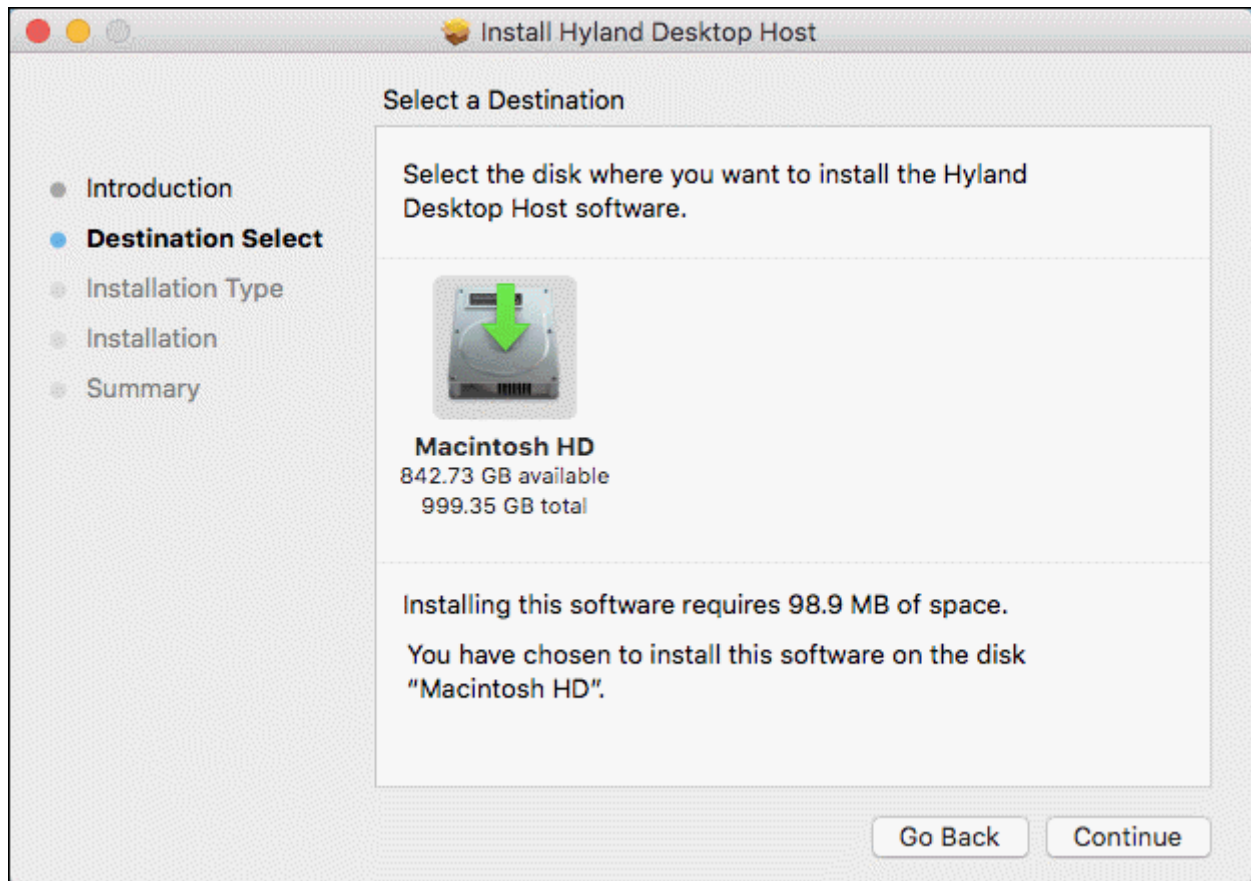 Install Hyland Desktop Host
Select a Destination
Introduction
Destination Select
Installation Type
Installation
Summary
Select the disk where you want to install the Hyland
Desktop Host software.
Macintosh HD
842.73 GB available
999.35 GB total
Installing this software requires 98.9 MB of space.
You have chosen to install this software on the disk
“Macintosh HD”.
Go Back
Continue